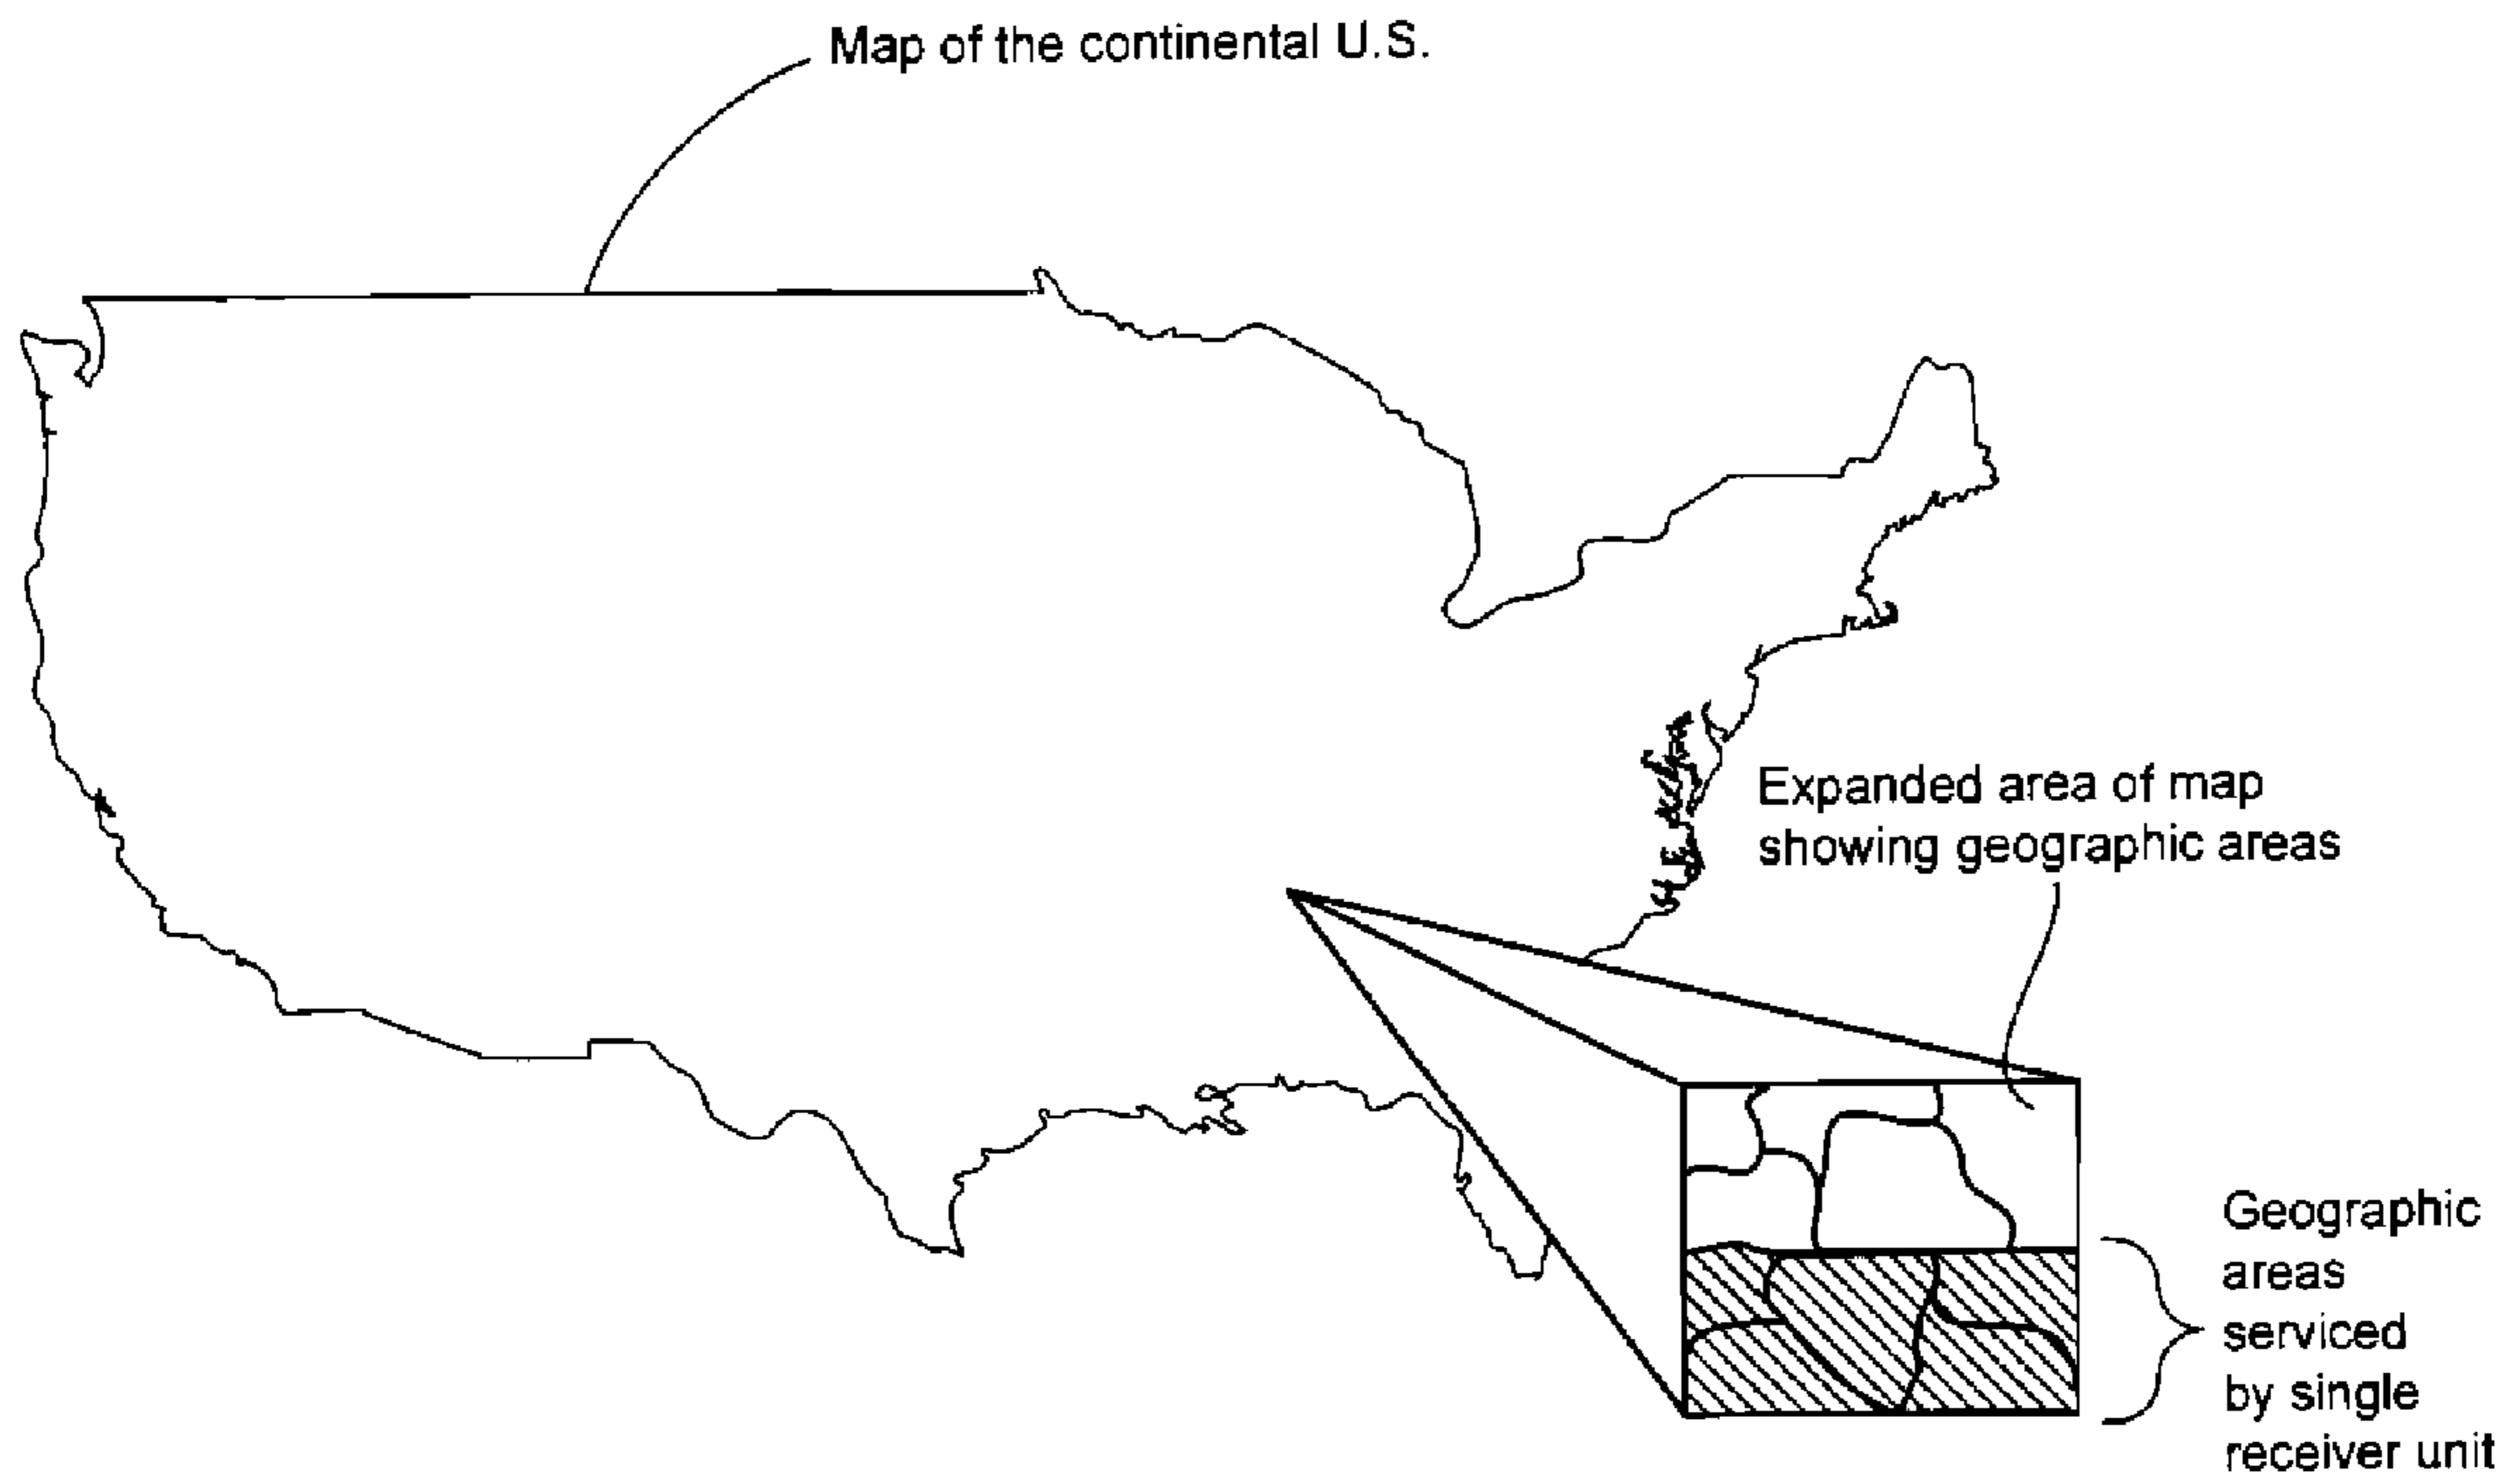 Map of the continental U.S.
Expanded area of map
showing geographic areas
Geographic
areas
serviced
by single
receiver unit